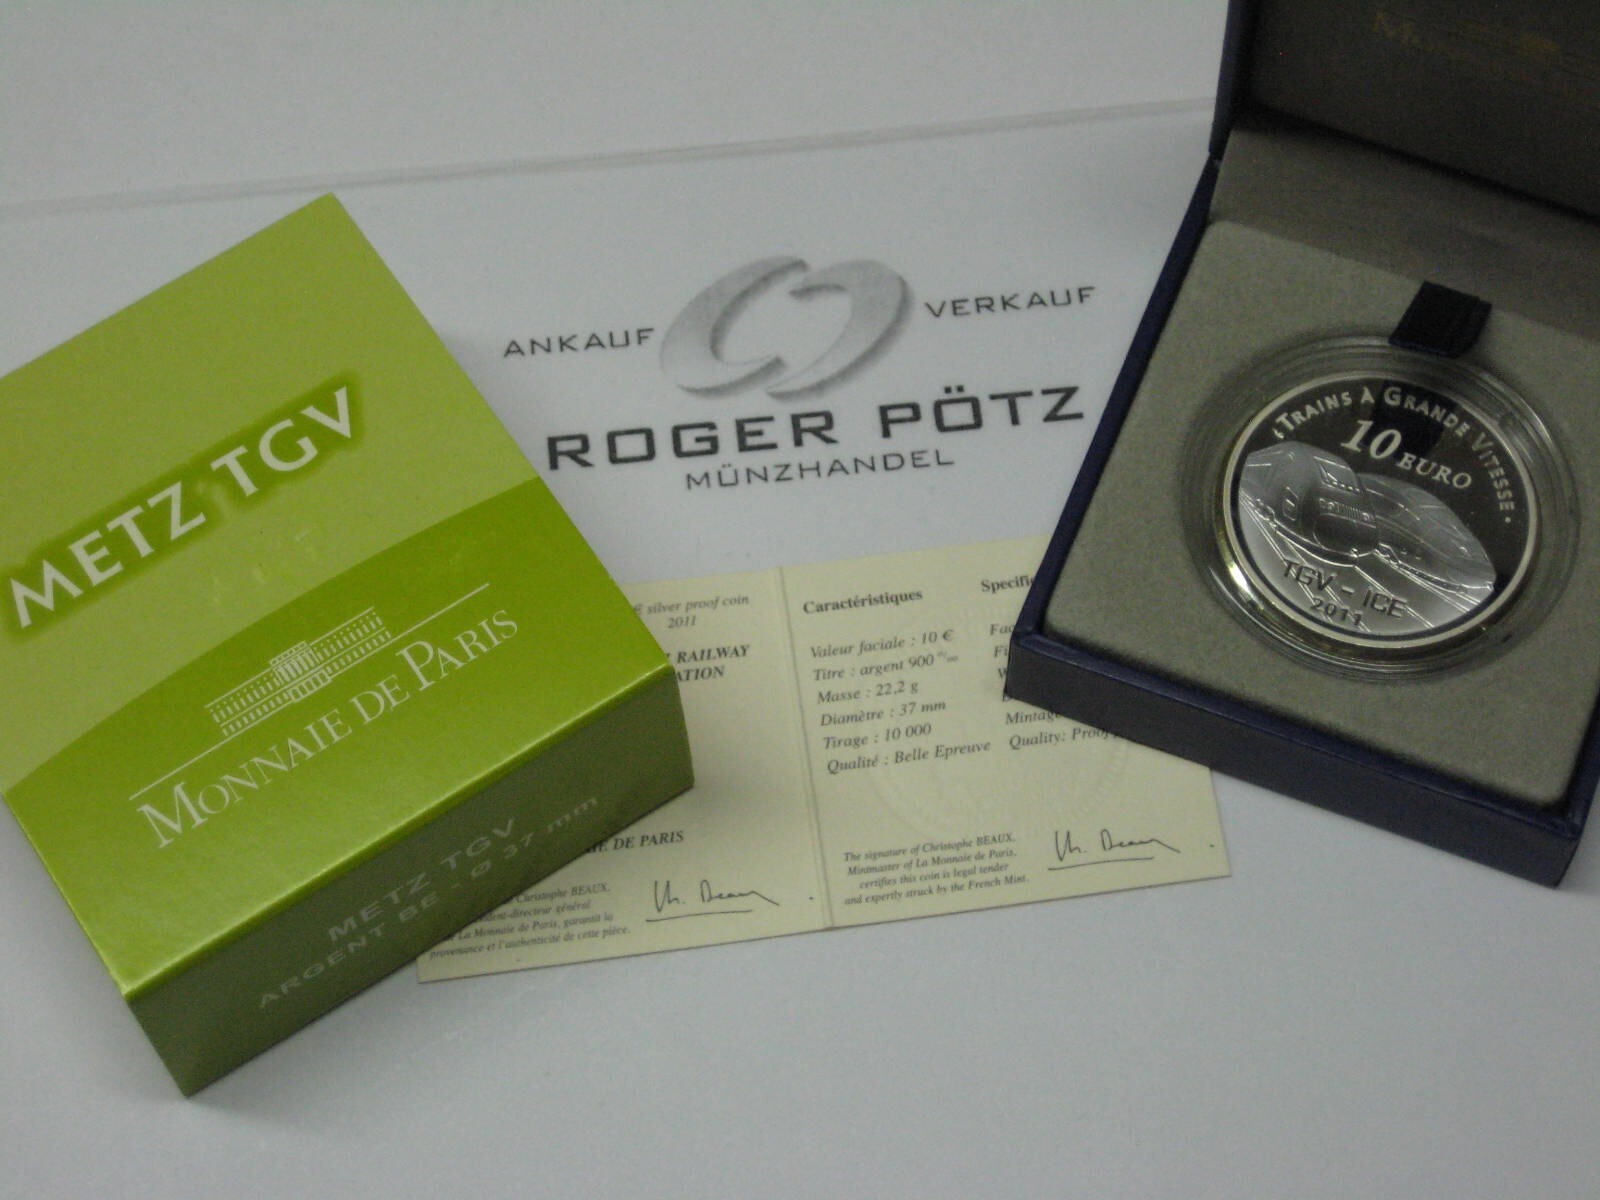 METZ TGV
MONNAIE DE PARIS
METZ TGV
ARGENT BE - Ø 37 mm
ANKAUF VERKAUF
ROGER PÖTZ
MÜNZHANDEL
€ silver proof coin
2011
RAILWAY
DE PARIS
Christophe BEAUX,
directeur général
La Monnaie de Paris, garantit la
provenance et l'authenticité de cette pièce.
Caractéristiques
Valeur faciale : 10 €
Titre : argent 900 ‰
Masse : 22,2 g
Diamètre : 37 mm
Tirage : 10 000
Qualité : Belle Epreuve
Quality:
The signature of Christophe BEAUX,
Mintmaster of La Monnaie de Paris,
certifies this coin is legal tender
and expertly struck by the French Mint.
TRAINS À GRANDE VITESSE
10 EURO
TGV - ICE
2011